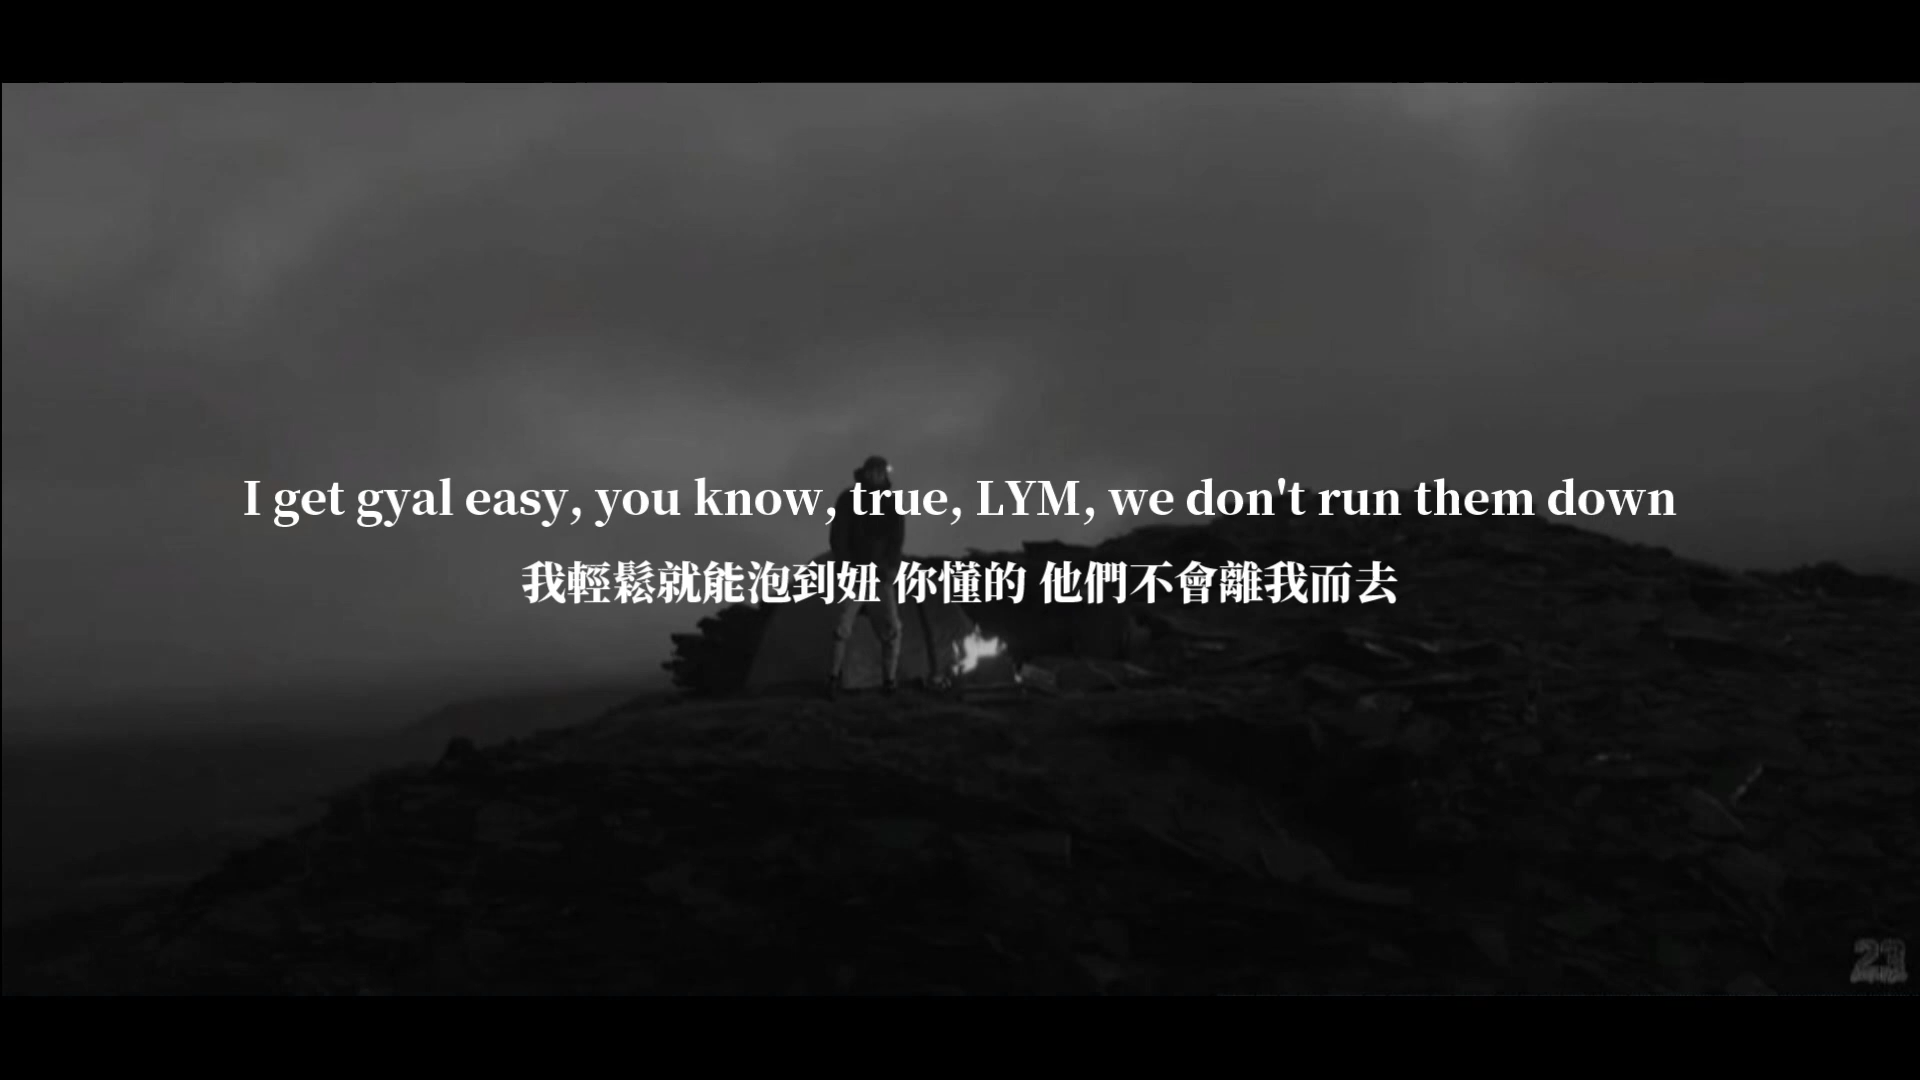 I get gyal easy, you know, true, LYM, we don't run them down
我輕鬆就能泡到妞 你懂的 他們不會離我而去
23